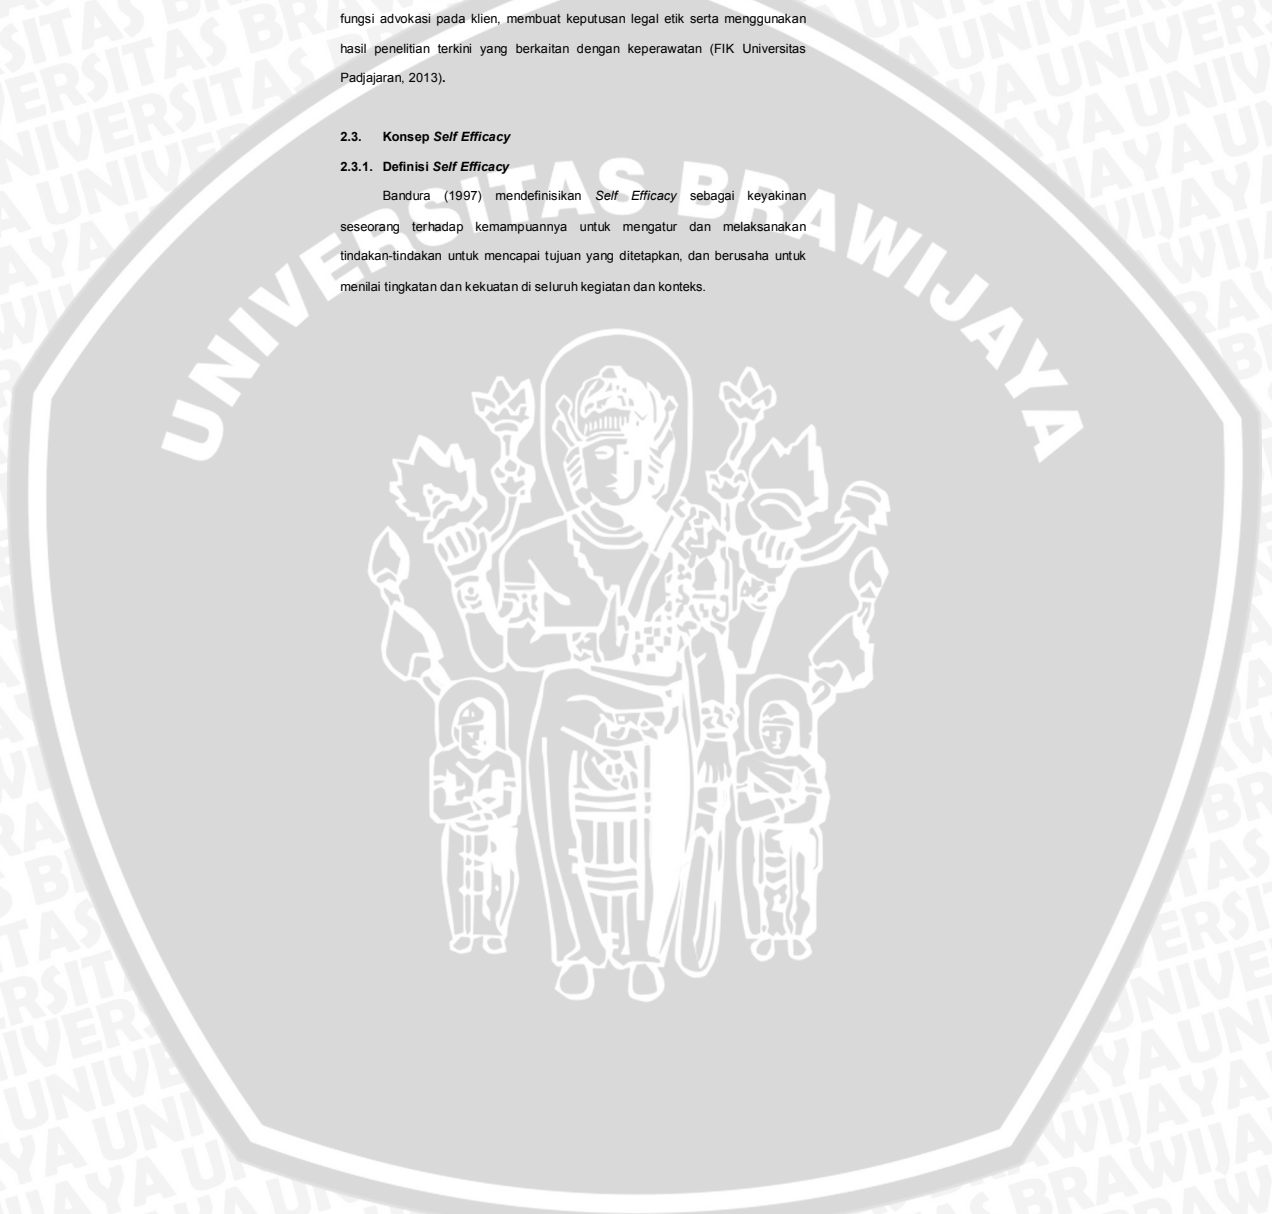 fungsi advokasi pada klien, membuat keputusan legal etik serta menggunakan
hasil penelitian terkini yang berkaitan dengan keperawatan (FIK Universitas
Padjajaran, 2013).
2.3. Konsep Self Efficacy
2.3.1. Definisi Self Efficacy
Bandura (1997) mendefinisikan Self Efficacy sebagai keyakinan
seseorang terhadap kemampuannya untuk mengatur dan melaksanakan
tindakan-tindakan untuk mencapai tujuan yang ditetapkan, dan berusaha untuk
menilai tingkatan dan kekuatan di seluruh kegiatan dan konteks.
UNIVERSITAS BRAWIJAYA